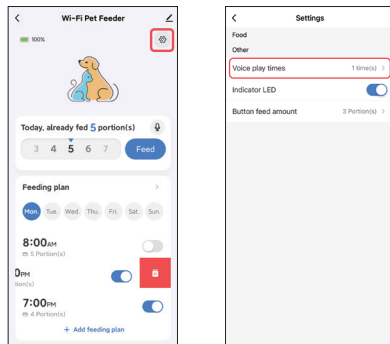 Wi-Fi Pet Feeder
100%
Today, already fed 5 portion(s)
3 4 5 6 7
Feed
Feeding plan
Mon. Tue. Wed. Thu. Fri. Sat. Sun.
8:00AM
5 Portion(s)
0PM
tion(s)
7:00PM
4 Portion(s)
+ Add feeding plan
Settings
Food
Other
Voice play times 1 time(s)
Indicator LED
Button feed amount 3 Portion(s)